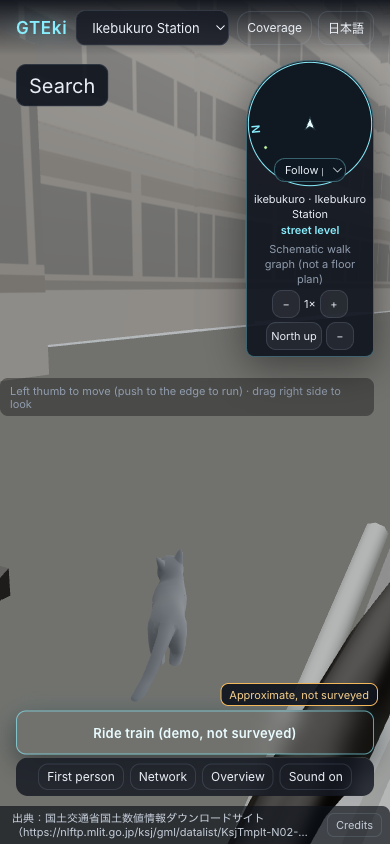 GTEki
Ikebukuro Station
Coverage
日本語
Search
N
Follow
ikebukuro · Ikebukuro
Station
street level
Schematic walk
graph (not a floor
plan)
− 1× +
North up −
Left thumb to move (push to the edge to run) · drag right side to
look
Approximate, not surveyed
Ride train (demo, not surveyed)
First person
Network
Overview
Sound on
出典：国土交通省国土数値情報ダウンロードサイト
（https://nlftp.mlit.go.jp/ksj/gml/datalist/KsjTmplt-N02-...
Credits